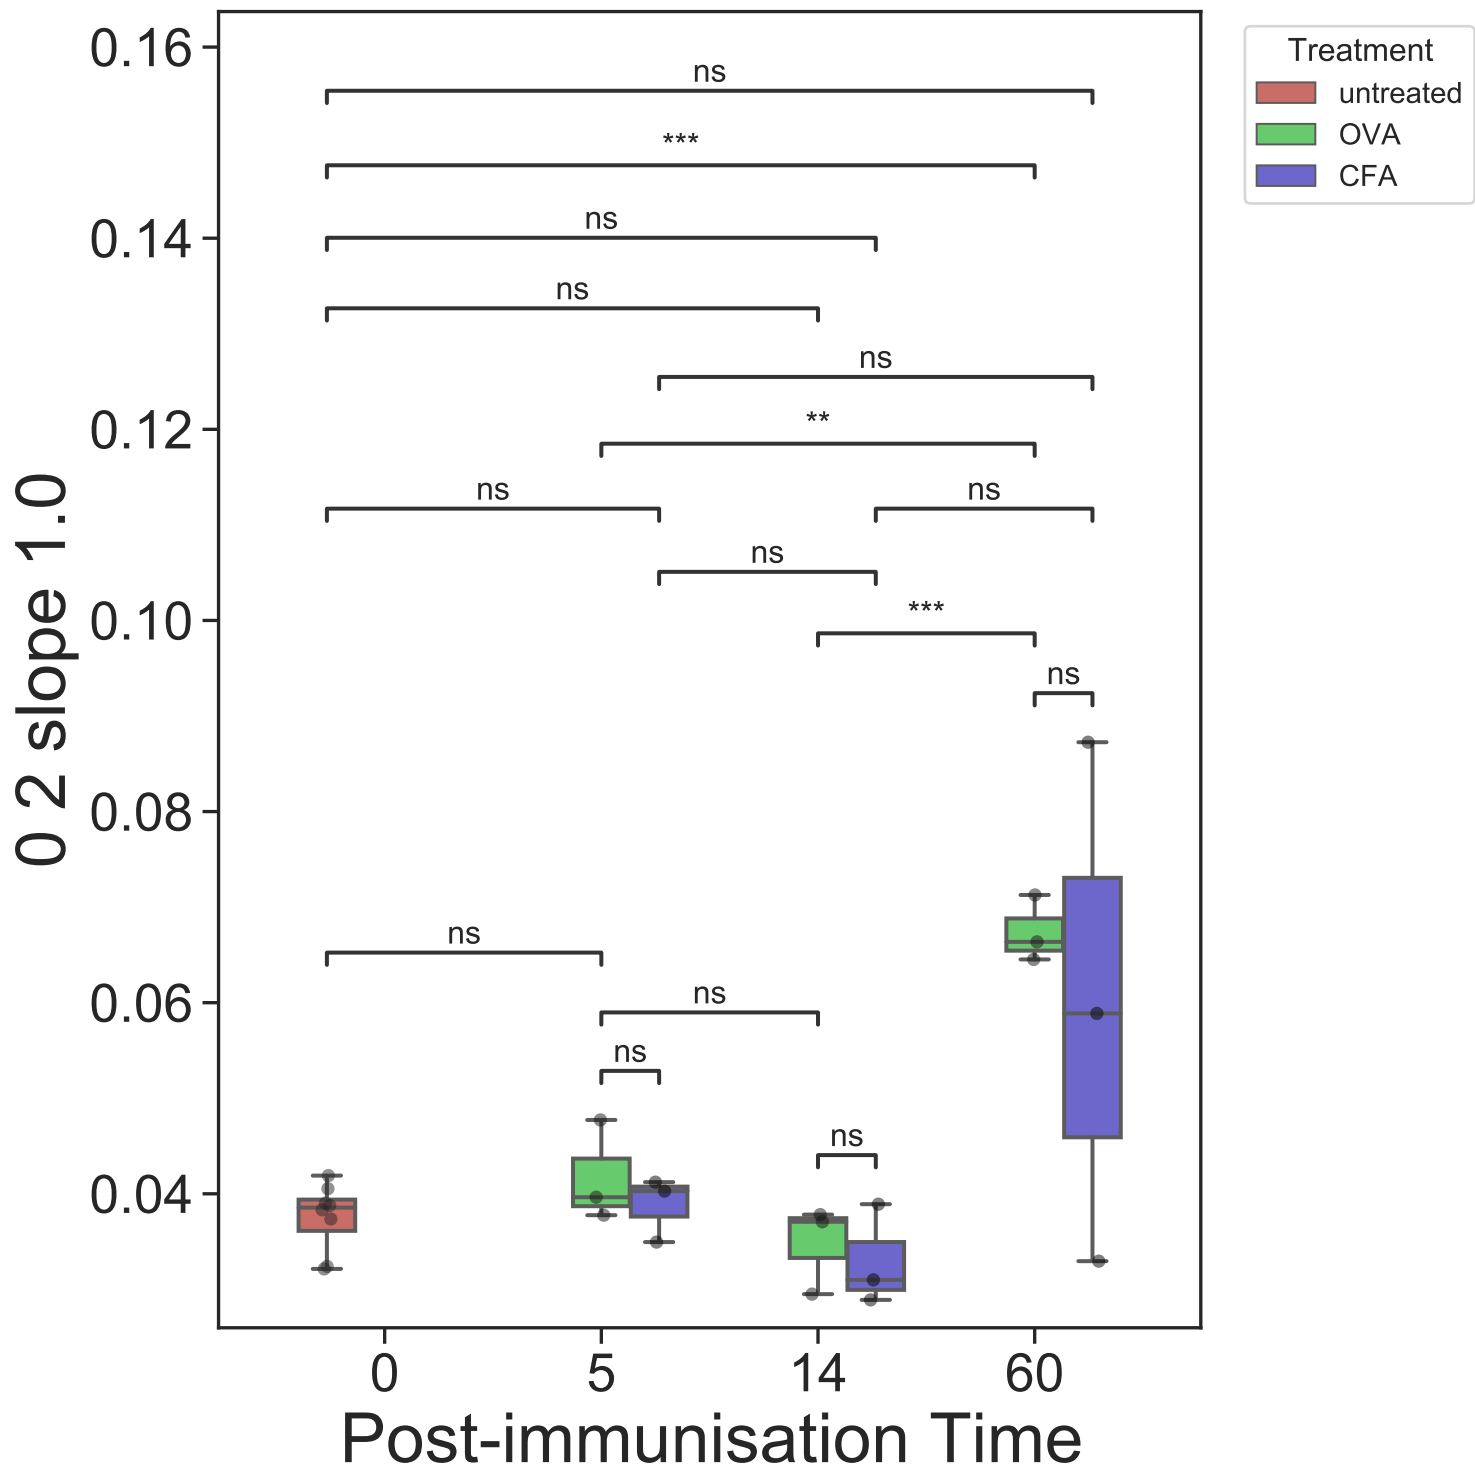 0.16
0.14
0.12
0.10
0.08
0.06
0.04
0 2 slope 1.0
ns
***
ns
ns
ns
**
ns
ns
ns
***
ns
ns
ns
ns
ns
0
5
14
60
Post-immunisation Time
Treatment
untreated
OVA
CFA